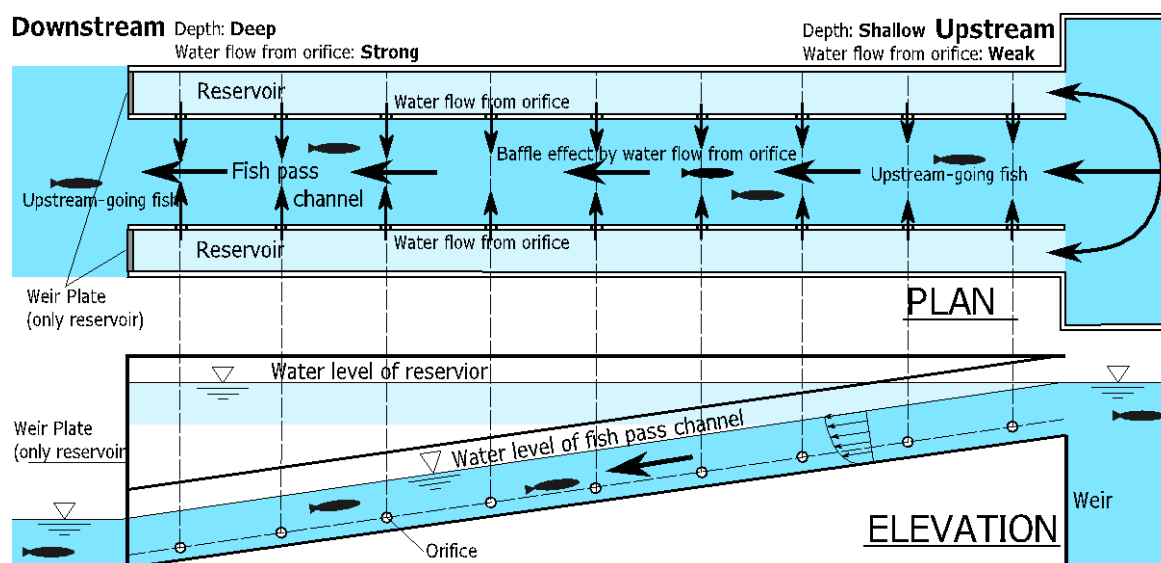 Downstream Depth: Deep
Water flow from orifice: Strong
Depth: Shallow Upstream
Water flow from orifice: Weak
Reservoir
Water flow from orifice
Baffle effect by water flow from orifice
Fish pass
channel
Upstream-going fish
Upstream-going fish
Reservoir
Water flow from orifice
Weir Plate
(only reservoir)
PLAN
Water level of reservior
Weir Plate
(only reservoir
Water level of fish pass channel
Orifice
Weir
ELEVATION